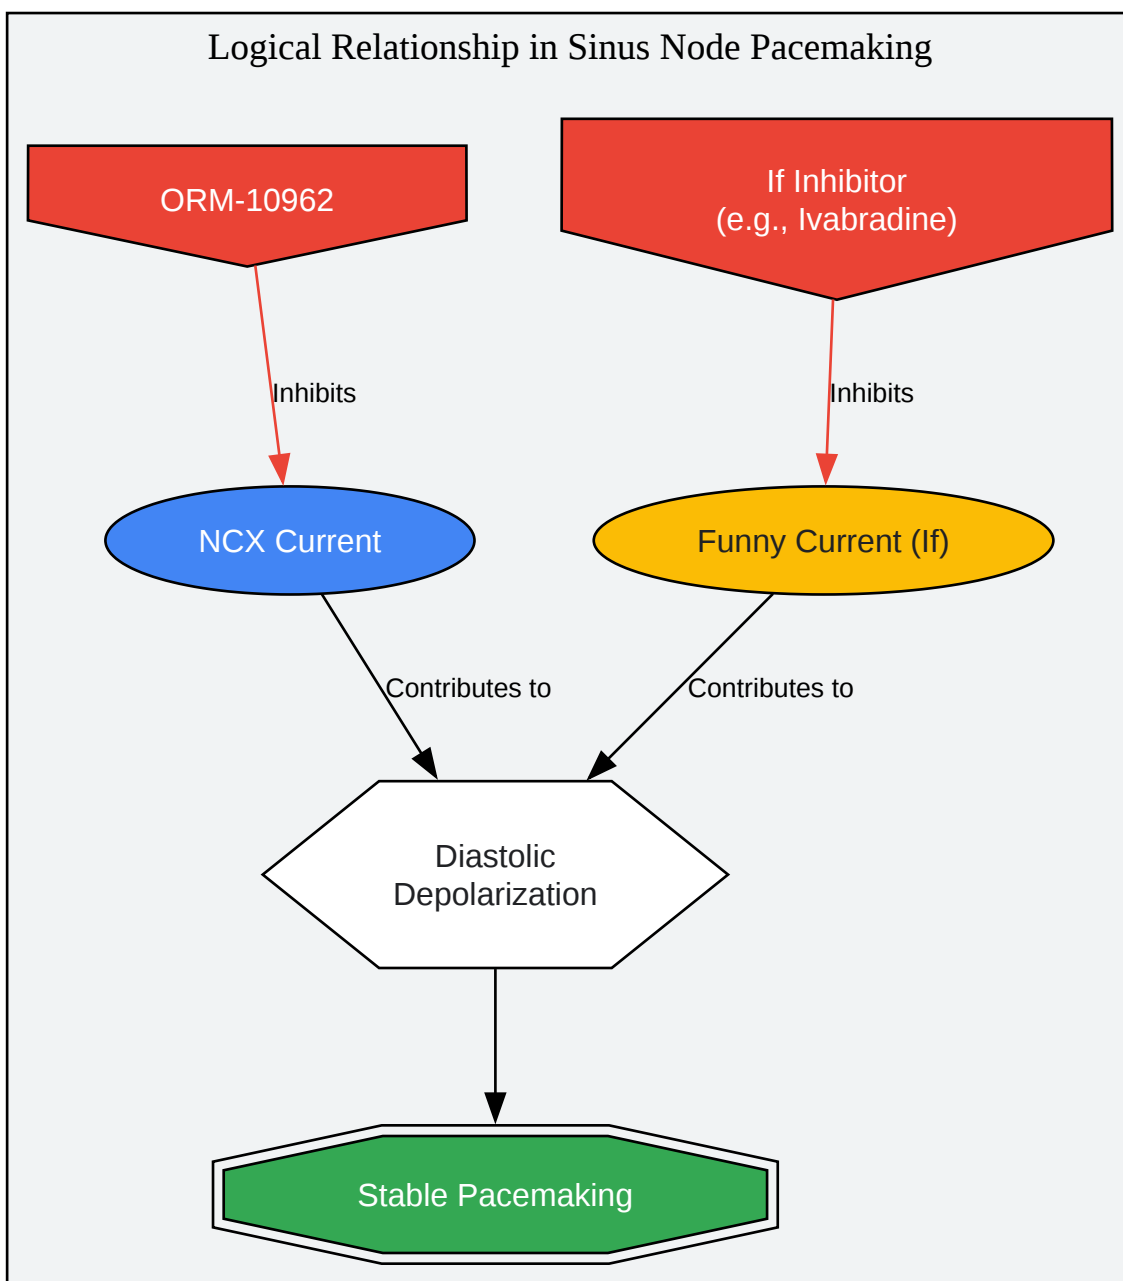 Logical Relationship in Sinus Node Pacemaking
ORM-10962
If Inhibitor
(e.g., Ivabradine)
Inhibits
Inhibits
NCX Current
Funny Current (If)
Contributes to
Contributes to
Diastolic
Depolarization
Stable Pacemaking